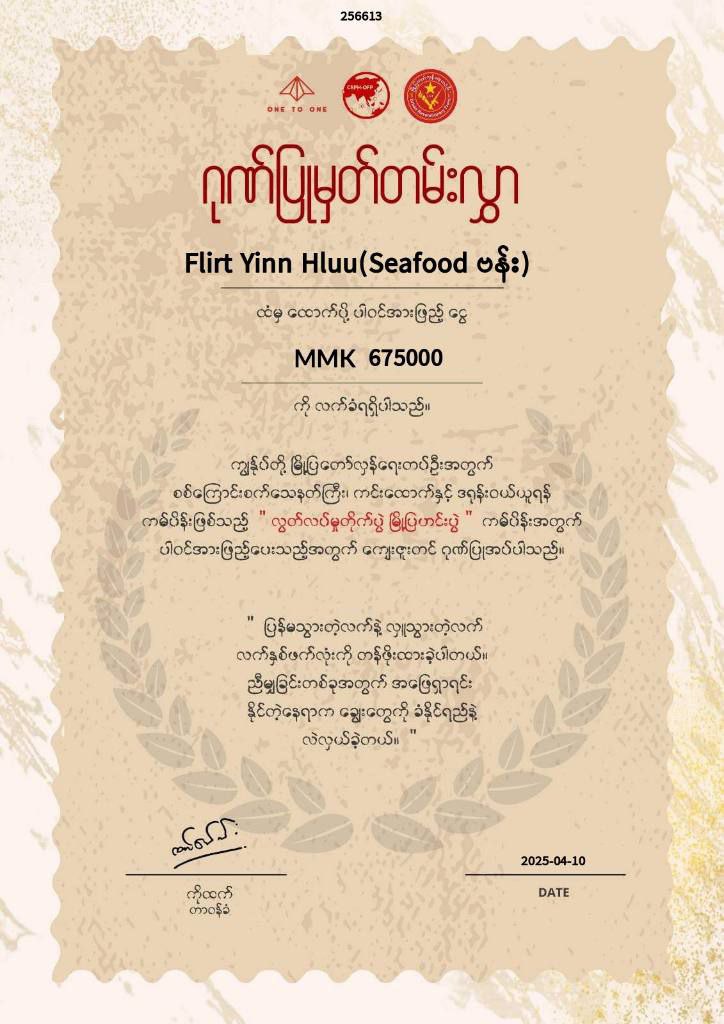 256613
ONE TO ONE
CRPH-OFP
ဂုဏ်ပြုမှတ်တမ်းလွှာ
Flirt Yinn Hluu(Seafood ဗန်း)
ထံမှ ထောက်ပို့ ပါဝင်အားဖြည့် ငွေ
MMK 675000
ကို လက်ခံရရှိပါသည်။
ကျွန်ုပ်တို့ မြို့ပြတော်လှန်ရေးတပ်ဦးအတွက်
စစ်ကြောင်းစက်သေနတ်ကြီး၊ ကင်းထောက်နှင့် ဒရုန်းဝယ်ယူရန်
ကမ်ပိန်းဖြစ်သည့် " လွတ်လပ်မှုတိုက်ပွဲ မြို့ပြဟင်းပွဲ " ကမ်ပိန်းအတွက်
ပါဝင်အားဖြည့်ပေးသည့်အတွက် ကျေးဇူးတင် ဂုဏ်ပြုအပ်ပါသည်။
" ပြန်မသွားတဲ့လက်နဲ့ လှူသွားတဲ့လက်
လက်နှစ်ဖက်လုံးကို တန်ဖိုးထားခဲ့ပါတယ်။
ညီမျှခြင်းတစ်ခုအတွက် အဖြေရှာရင်း
နိုင်တဲ့နေရာက ချွေးတွေကို ခံနိုင်ရည်နဲ့
လဲလှယ်ခဲ့တယ်။ "
2025-04-10
ကိုထက်
DATE
တာဝန်ခံ